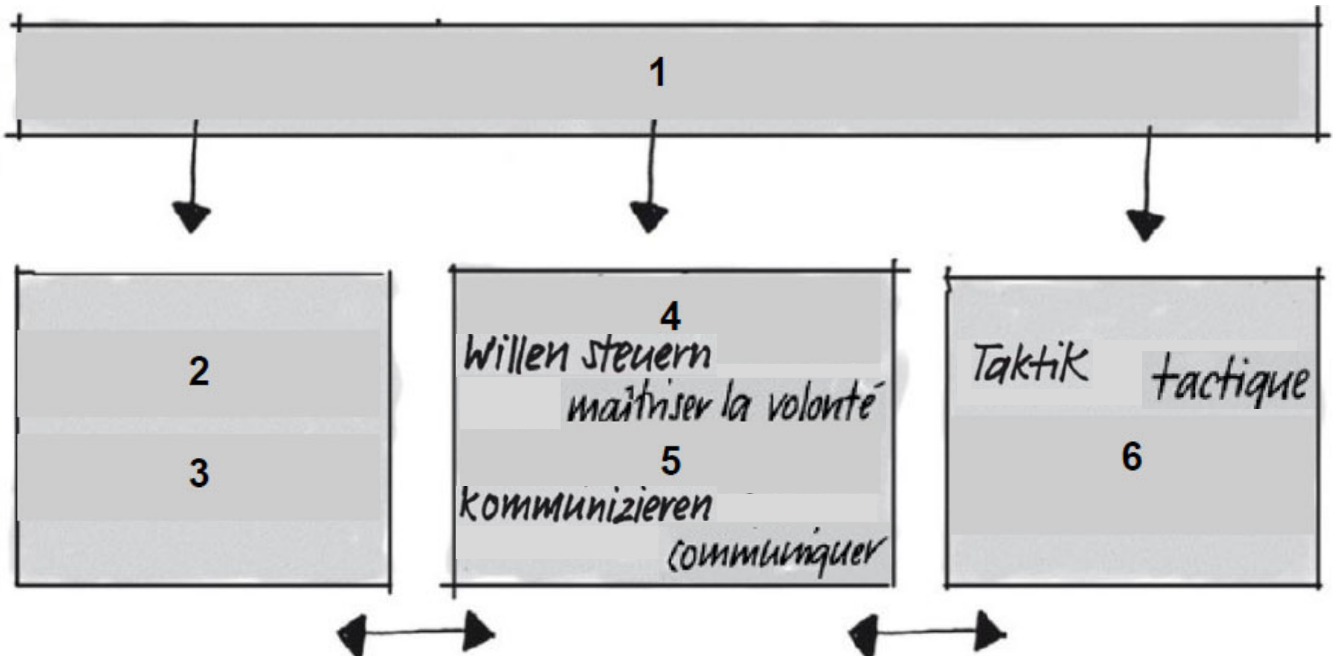 1
2
3
4
Willen steuern
maîtriser la volonté
5
kommunizieren
communiquer
Taktik tactique
6